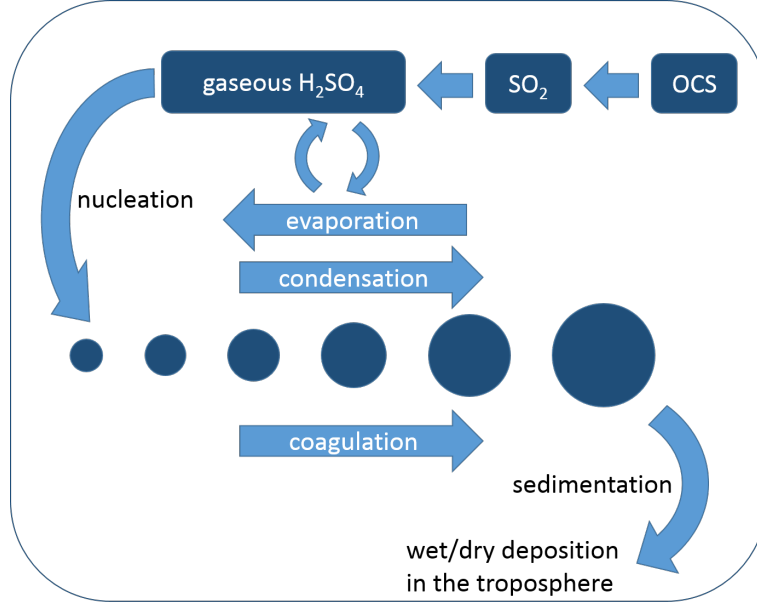 gaseous H₂SO₄
SO₂
OCS
nucleation
evaporation
condensation
coagulation
sedimentation
wet/dry deposition
in the troposphere